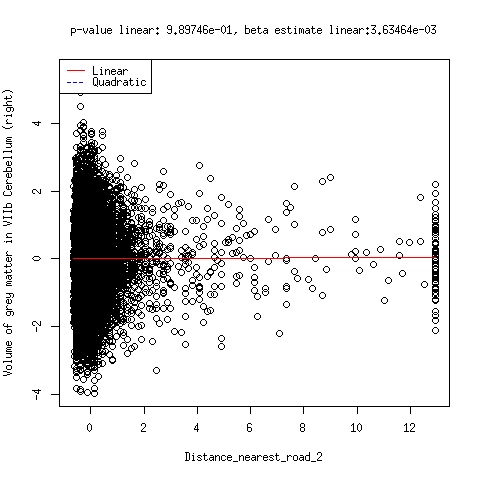 p-value linear: 9.89746e-01, beta estimate linear:3.63464e-03
Linear
Quadratic
Volume of grey matter in VIIb Cerebellum (right)
4
2
0
-2
-4
0 2 4 6 8 10 12
Distance_nearest_road_2